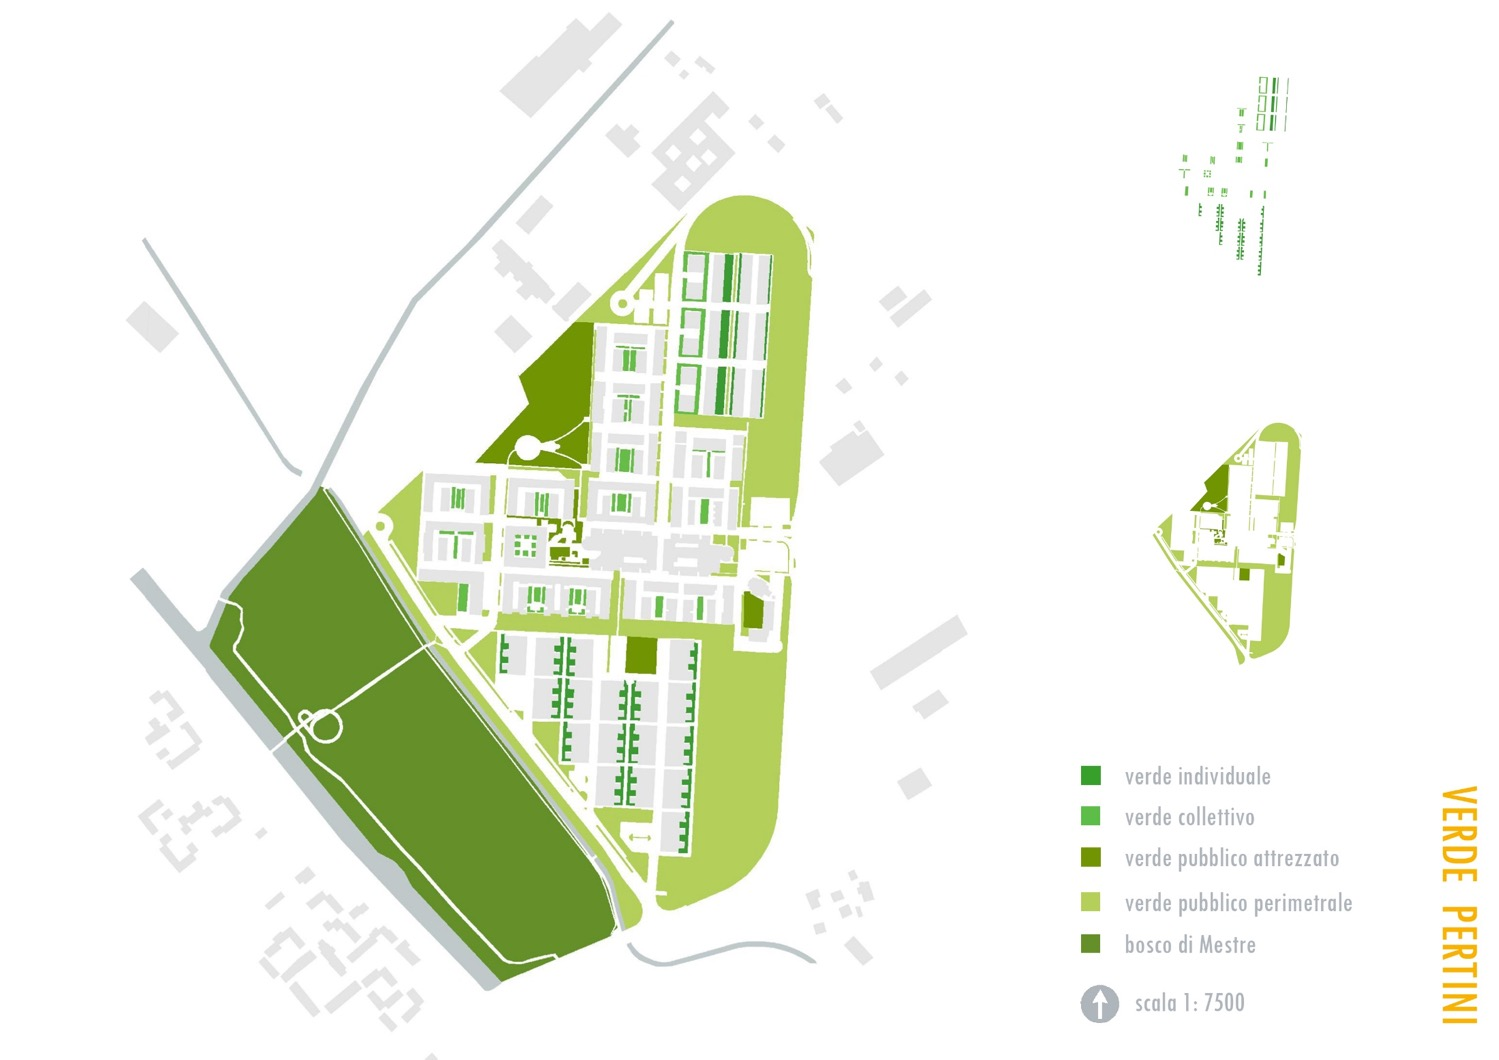 verde individuale
verde collettivo
verde pubblico attrezzato
verde pubblico perimetrale
bosco di Mestre
scala 1: 7500
VERDE PERTINI